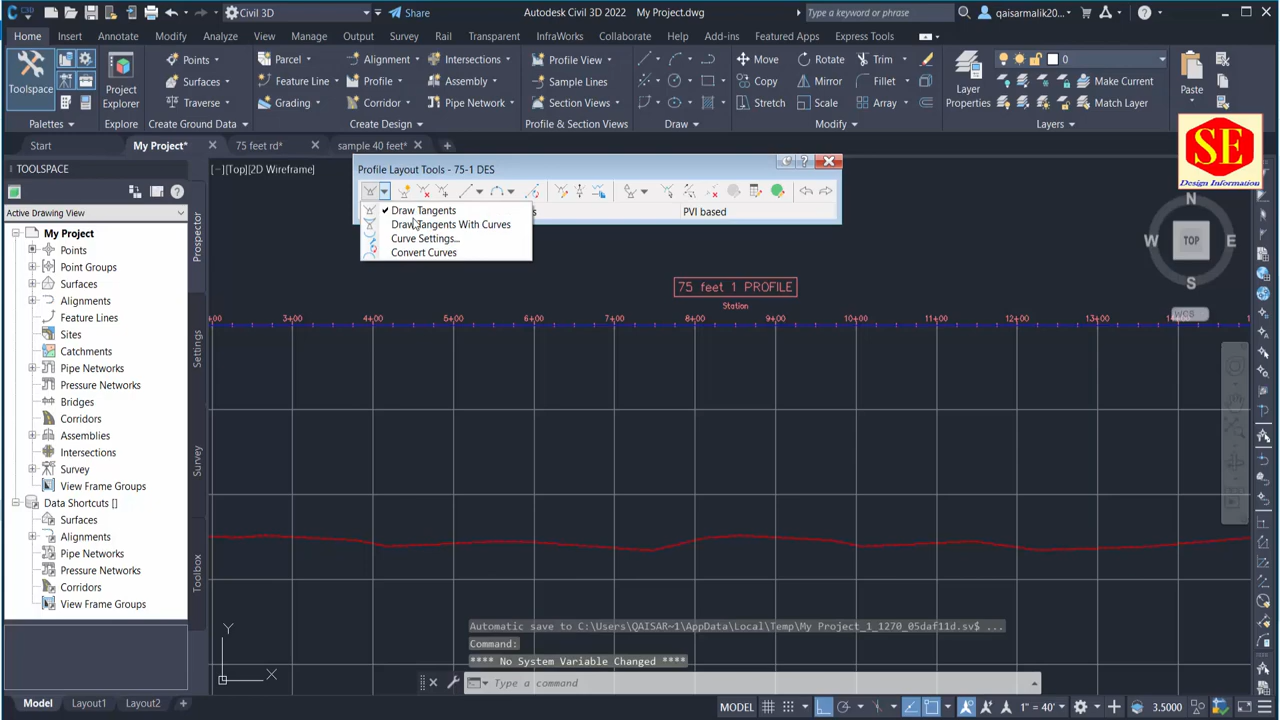 Civil 3D Share Autodesk Civil 3D 2022 My Project.dwg Type a keyword or phrase qaisarmalik20...
Home Insert Annotate Modify Analyze View Manage Output Survey Rail Transparent InfraWorks Collaborate Help Add-ins Featured Apps Express Tools
Toolspace
Project Explorer
Points Parcel Alignment Intersections Profile View Move Rotate Trim
Surfaces Feature Line Profile Assembly Sample Lines Copy Mirror Fillet Make Current
Traverse Grading Corridor Pipe Network Section Views Stretch Scale Array Match Layer
Layer Properties
0
Paste
Palettes Explore Create Ground Data Create Design Profile & Section Views Draw Modify Layers
SE
Design Information
Start My Project* 75 feet rd* sample 40 feet*
TOOLSPACE
[−][Top][2D Wireframe]
Profile Layout Tools - 75-1 DES
s PVI based
Draw Tangents
Draw Tangents With Curves
Curve Settings...
Convert Curves
Active Drawing View
My Project
Points
Point Groups
Surfaces
Alignments
Feature Lines
Sites
Catchments
Pipe Networks
Pressure Networks
Bridges
Corridors
Assemblies
Intersections
Survey
View Frame Groups
Data Shortcuts []
Surfaces
Alignments
Pipe Networks
Pressure Networks
Corridors
View Frame Groups
Prospector
Settings
Survey
Toolbox
N
W TOP E
S
WCS
75 feet 1 PROFILE
Station
+00 3+00 4+00 5+00 6+00 7+00 8+00 9+00 10+00 11+00 12+00 13+00 14+00
Y
X
Automatic save to C:\Users\QAISAR~1\AppData\Local\Temp\My Project_1_1270_05daf11d.sv$ ...
Command:
**** No System Variable Changed ****
Type a command
Model Layout1 Layout2 MODEL 1" = 40' 3.5000